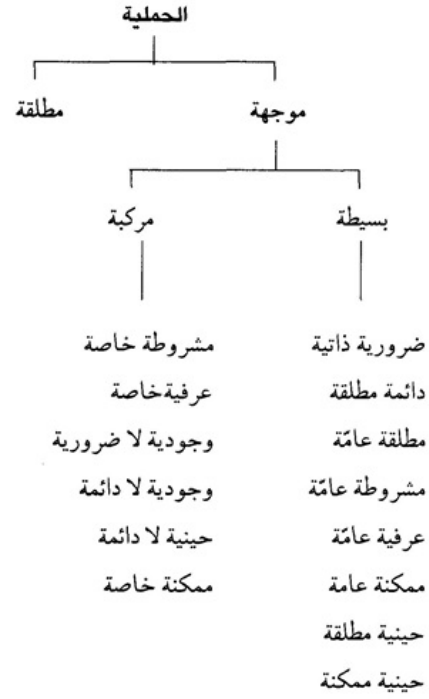 الحملية
موجهة مطلقة
بسيطة مركبة
ضرورية ذاتية مشروطة خاصة
دائمة مطلقة عرفية خاصة
مطلقة عامّة وجودية لا ضرورية
مشروطة عامّة وجودية لا دائمة
عرفية عامّة حينية لا دائمة
ممكنة عامة ممكنة خاصة
حينية مطلقة
حينية ممكنة